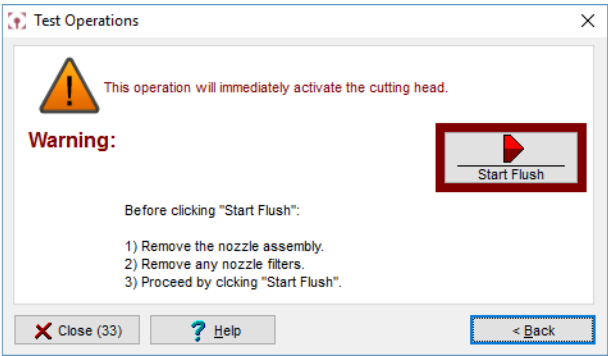 Test Operations
This operation will immediately activate the cutting head.
Warning:
Start Flush
Before clicking "Start Flush":
1) Remove the nozzle assembly.
2) Remove any nozzle filters.
3) Proceed by clcking "Start Flush".
Close (33)
Help
< Back